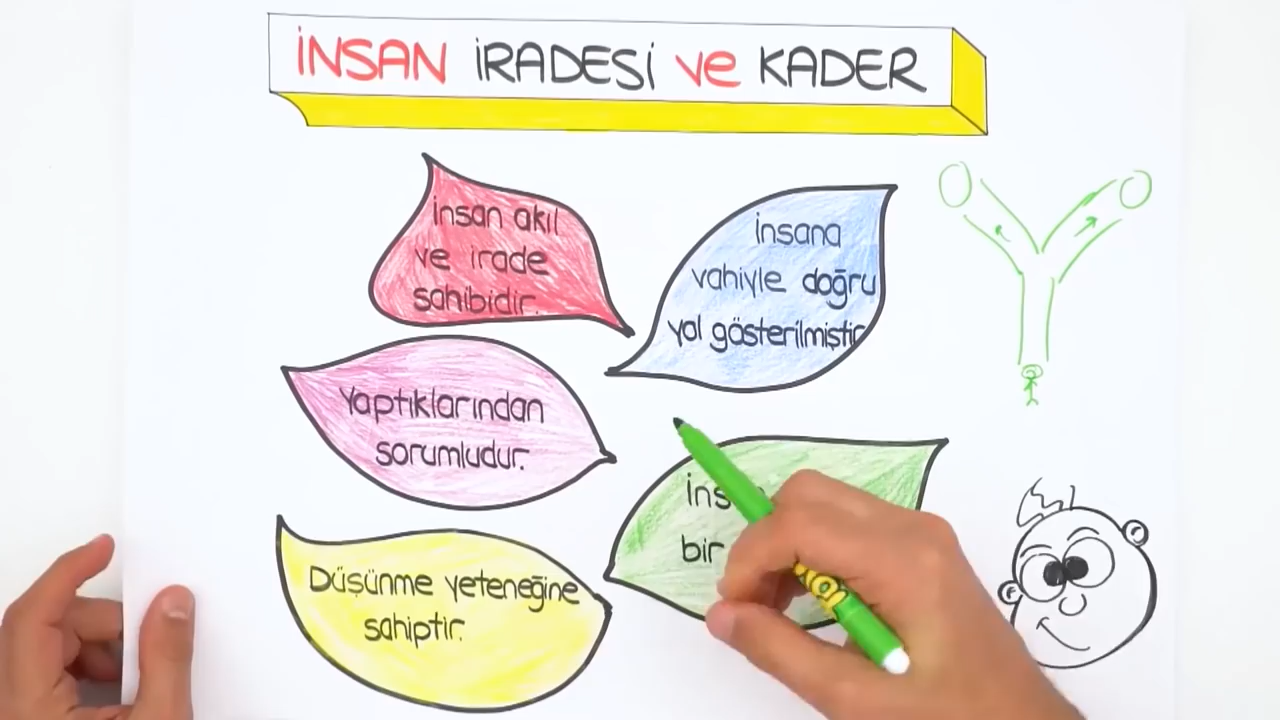 İNSAN İRADESİ ve KADER
İnsan akıl
ve irade
sahibidir.
İnsana
vahiyle doğru
yol gösterilmiştir
Yaptıklarından
sorumludur.
bir
Düşünme yeteneğine
sahiptir.